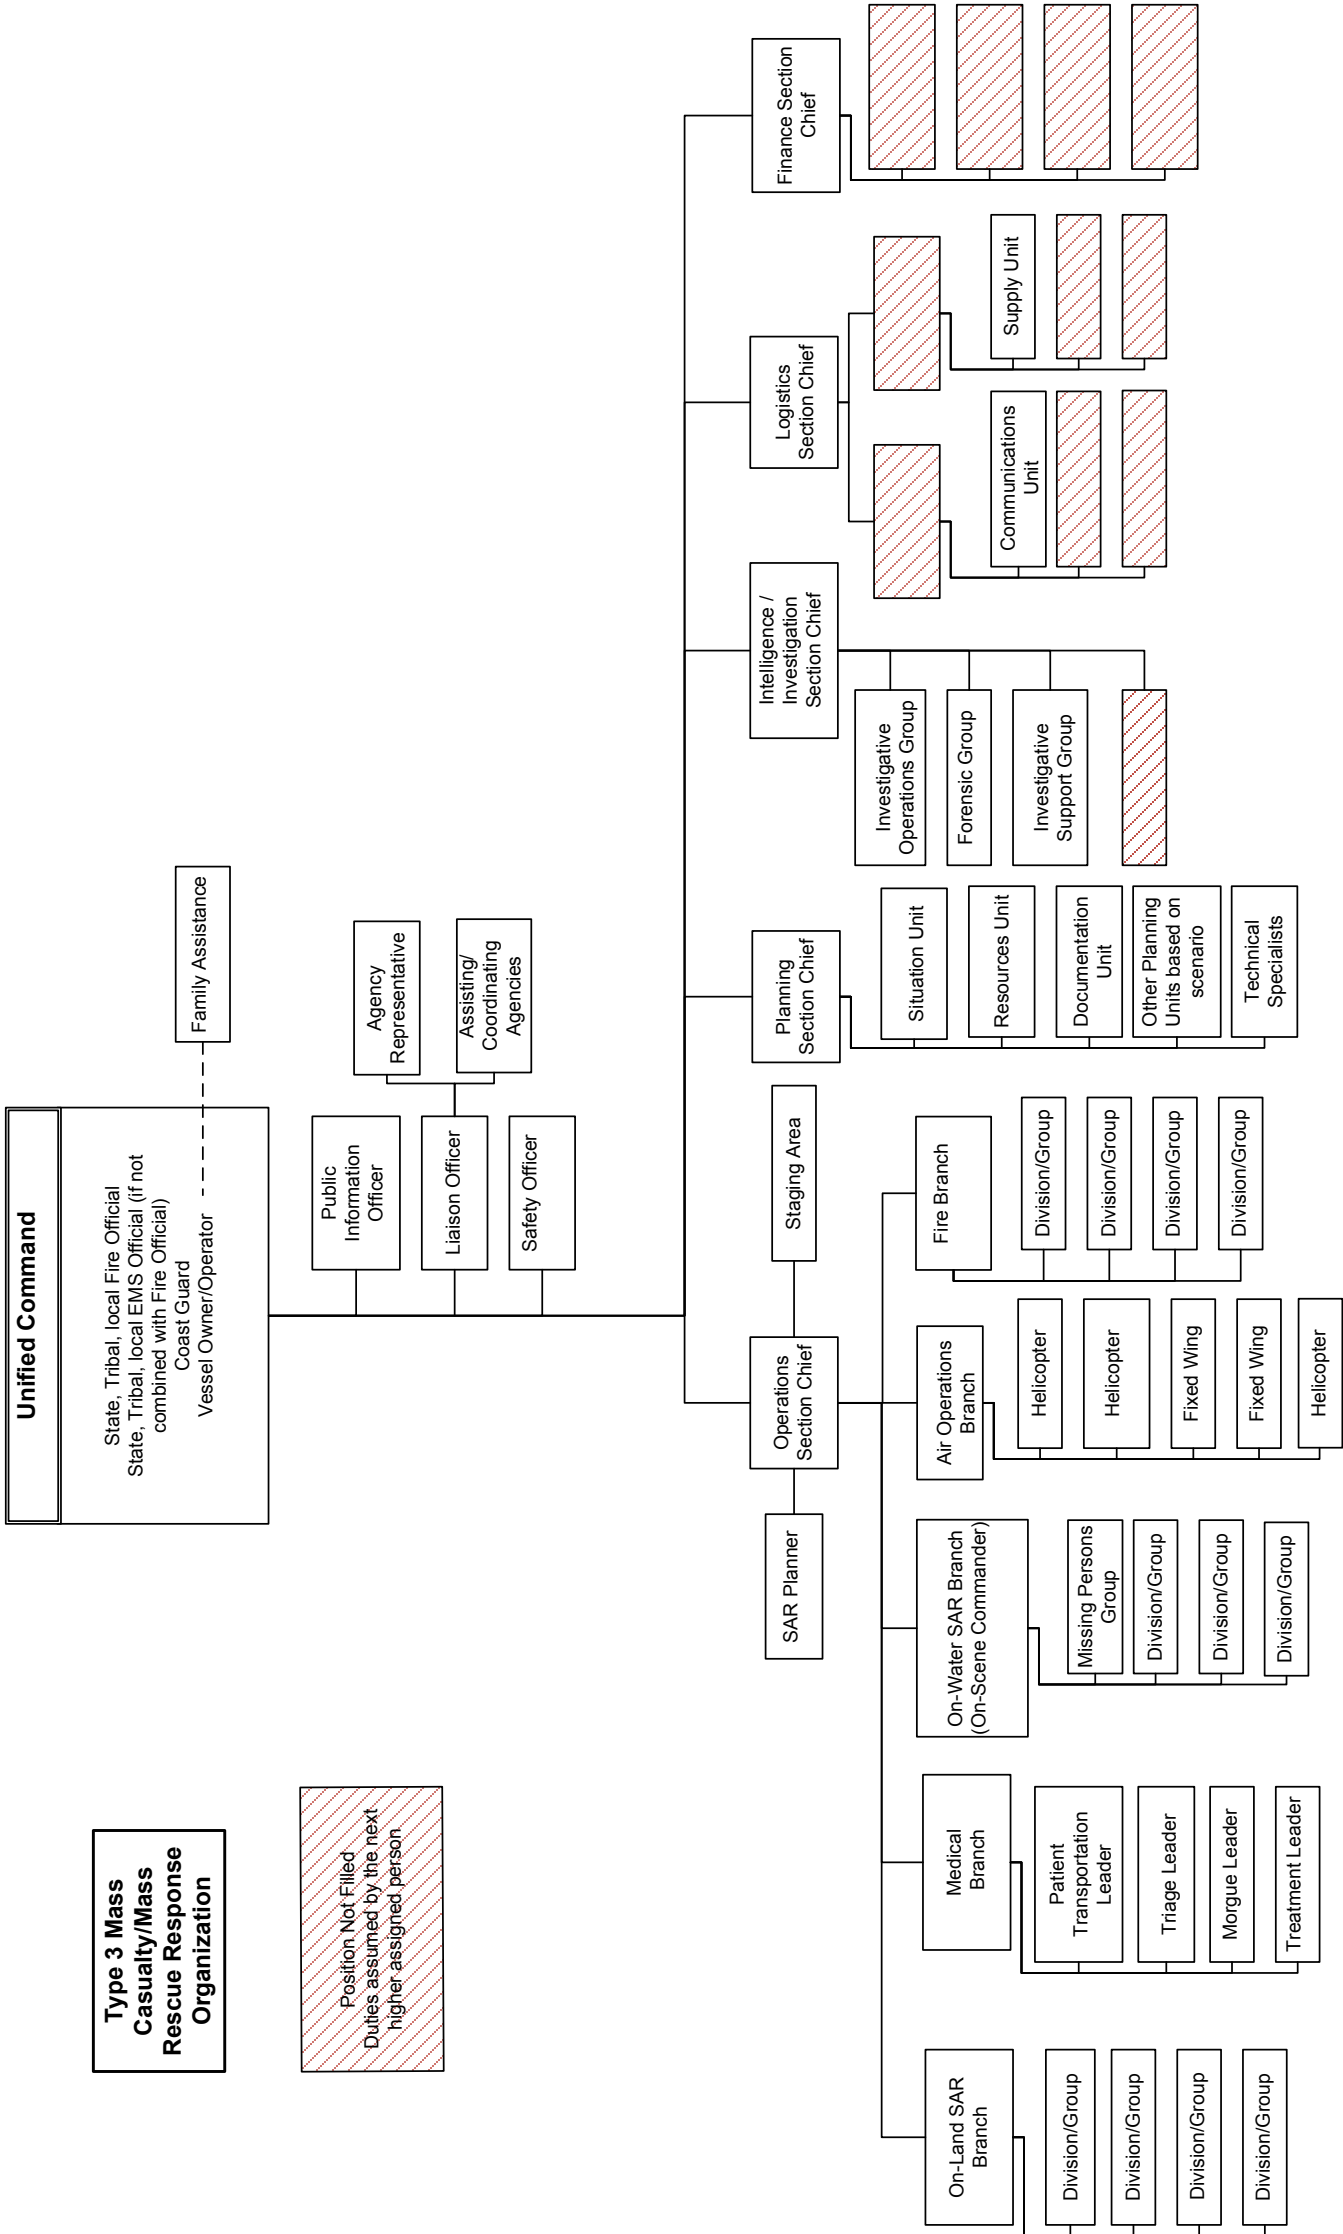 Type 3 Mass
Casualty/Mass
Rescue Response
Organization
Position Not Filled
Duties assumed by the next
higher assigned person
Unified Command
State, Tribal, local Fire Official
State, Tribal, local EMS Official (if not
combined with Fire Official)
Coast Guard
Vessel Owner/Operator
Family Assistance
Public
Information
Officer
Liaison Officer
Safety Officer
Agency
Representative
Assisting/
Coordinating
Agencies
SAR Planner
Operations
Section Chief
Staging Area
Planning
Section Chief
Intelligence /
Investigation
Section Chief
Logistics
Section Chief
Finance Section
Chief
On-Land SAR
Branch
Division/Group
Division/Group
Division/Group
Division/Group
Medical
Branch
Patient
Transportation
Leader
Triage Leader
Morgue Leader
Treatment Leader
On-Water SAR Branch
(On-Scene Commander)
Missing Persons
Group
Division/Group
Division/Group
Division/Group
Air Operations
Branch
Helicopter
Helicopter
Fixed Wing
Fixed Wing
Helicopter
Fire Branch
Division/Group
Division/Group
Division/Group
Division/Group
Situation Unit
Resources Unit
Documentation
Unit
Other Planning
Units based on
scenario
Technical
Specialists
Investigative
Operations Group
Forensic Group
Investigative
Support Group
Communications
Unit
Supply Unit